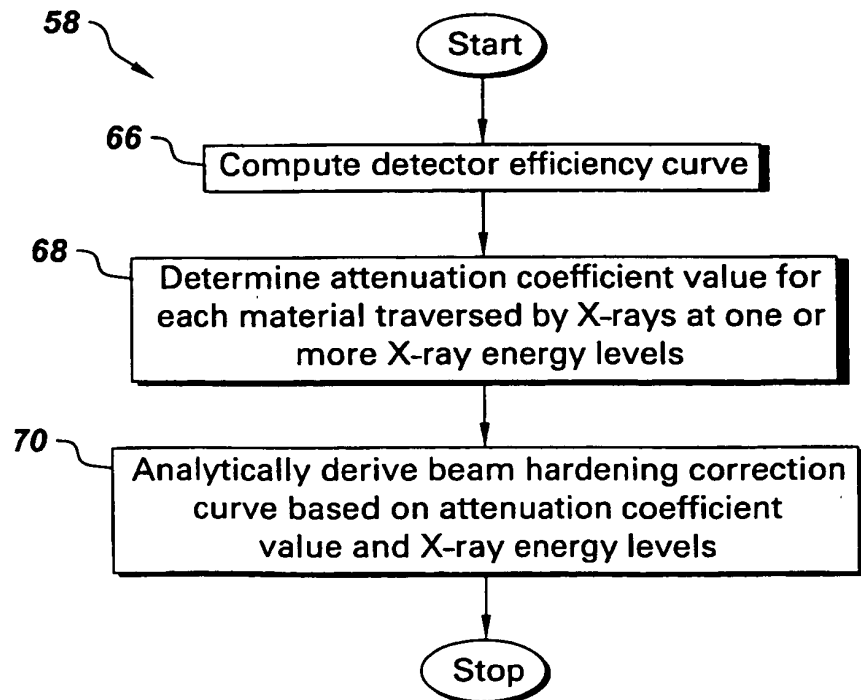 58
Start
66
Compute detector efficiency curve
68
Determine attenuation coefficient value for
each material traversed by X-rays at one or
more X-ray energy levels
70
Analytically derive beam hardening correction
curve based on attenuation coefficient
value and X-ray energy levels
Stop